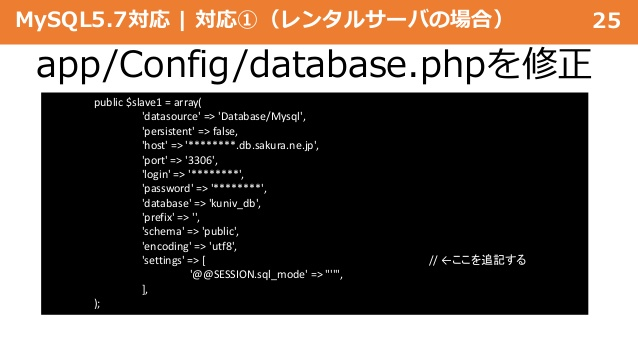 MySQL5.7対応 | 対応①（レンタルサーバの場合）
25
app/Config/database.phpを修正
public $slave1 = array(
'datasource' => 'Database/Mysql',
'persistent' => false,
'host' => '********.db.sakura.ne.jp',
'port' => '3306',
'login' => '********',
'password' => '********',
'database' => 'kuniv_db',
'prefix' => '',
'schema' => 'public',
'encoding' => 'utf8',
'settings' => [ // ←ここを追記する
'@@SESSION.sql_mode' => "''",
],
);